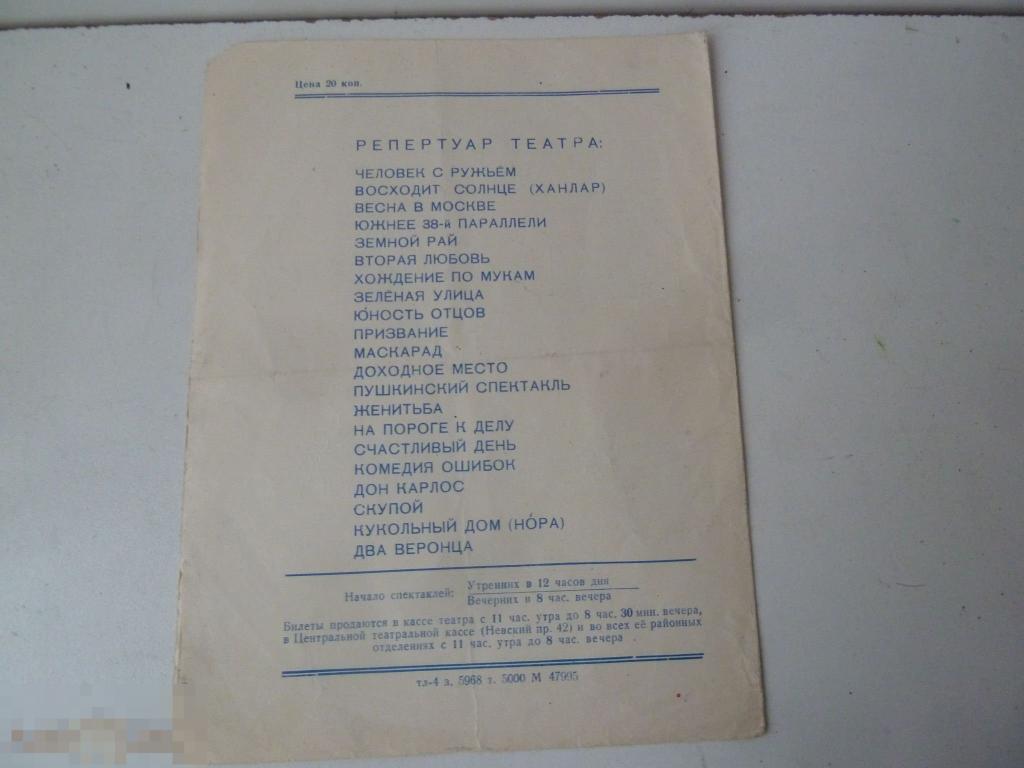 Цена 20 коп.
РЕПЕРТУАР ТЕАТРА:
ЧЕЛОВЕК С РУЖЬЁМ
ВОСХОДИТ СОЛНЦЕ (ХАНЛАР)
ВЕСНА В МОСКВЕ
ЮЖНЕЕ 38-й ПАРАЛЛЕЛИ
ЗЕМНОЙ РАЙ
ВТОРАЯ ЛЮБОВЬ
ХОЖДЕНИЕ ПО МУКАМ
ЗЕЛЁНАЯ УЛИЦА
ЮНОСТЬ ОТЦОВ
ПРИЗВАНИЕ
МАСКАРАД
ДОХОДНОЕ МЕСТО
ПУШКИНСКИЙ СПЕКТАКЛЬ
ЖЕНИТЬБА
НА ПОРОГЕ К ДЕЛУ
СЧАСТЛИВЫЙ ДЕНЬ
КОМЕДИЯ ОШИБОК
ДОН КАРЛОС
СКУПОЙ
КУКОЛЬНЫЙ ДОМ (НО́РА)
ДВА ВЕРОНЦА
Начало спектаклей: Утренних в 12 часов дня
Вечерних в 8 час. вечера
Билеты продаются в кассе театра с 11 час. утра до 8 час. 30 мин. вечера,
в Центральной театральной кассе (Невский пр. 42) и во всех её районных
отделениях с 11 час. утра до 8 час. вечера
тл-4 з. 5968 т. 5000 М 47995